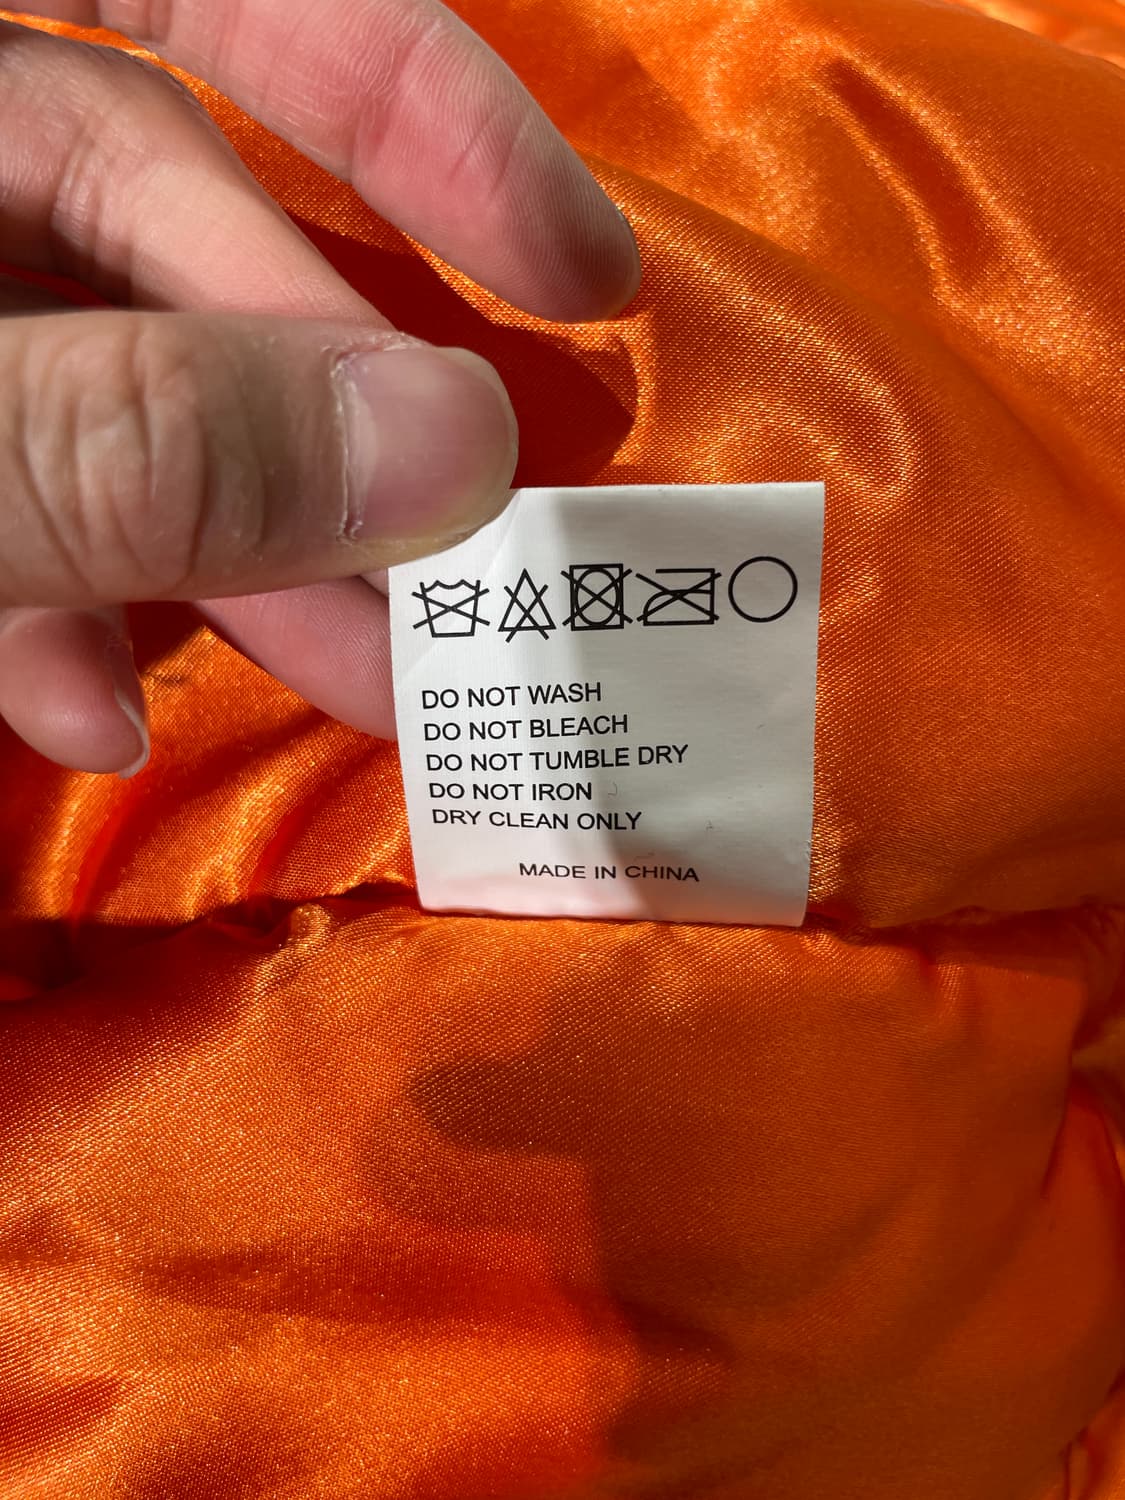 DO NOT WASH
DO NOT BLEACH
DO NOT TUMBLE DRY
DO NOT IRON
DRY CLEAN ONLY
MADE IN CHINA